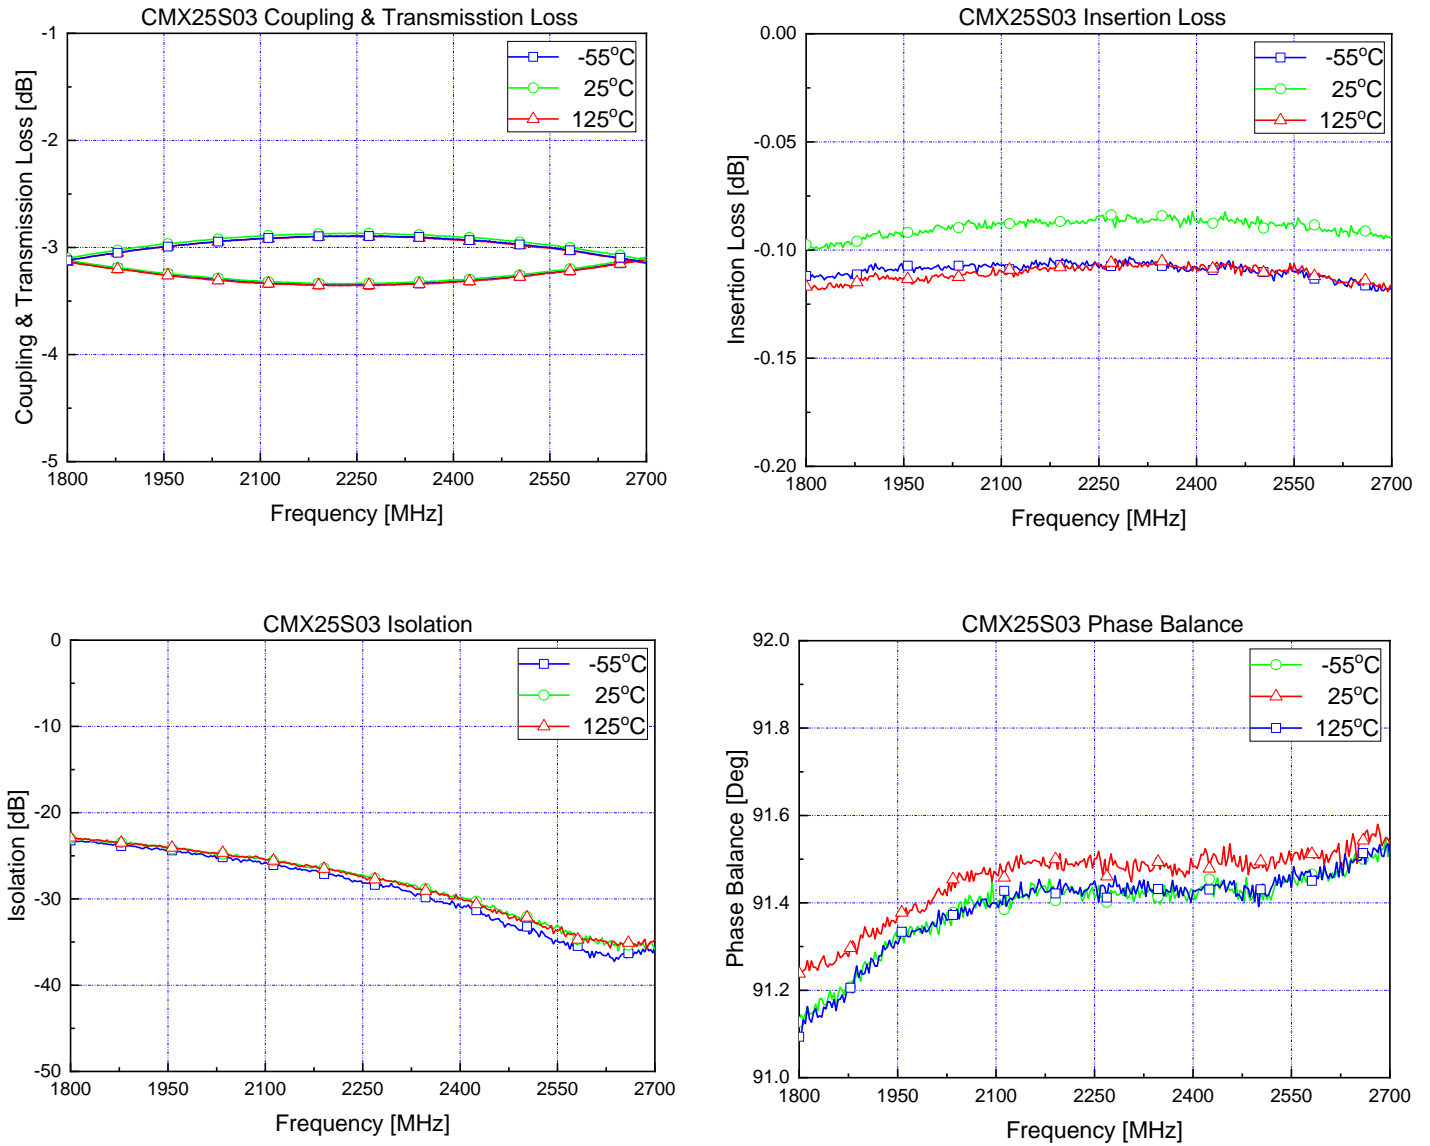 CMX25S03 Coupling & Transmisstion Loss
Coupling & Transmission Loss [dB]
-1
-2
-3
-4
-5
-55°C
25°C
125°C
1800 1950 2100 2250 2400 2550 2700
Frequency [MHz]
CMX25S03 Insertion Loss
Insertion Loss [dB]
0.00
-0.05
-0.10
-0.15
-0.20
-55°C
25°C
125°C
1800 1950 2100 2250 2400 2550 2700
Frequency [MHz]
CMX25S03 Isolation
Isolation [dB]
0
-10
-20
-30
-40
-50
-55°C
25°C
125°C
1800 1950 2100 2250 2400 2550 2700
Frequency [MHz]
CMX25S03 Phase Balance
Phase Balance [Deg]
92.0
91.8
91.6
91.4
91.2
91.0
-55°C
25°C
125°C
1800 1950 2100 2250 2400 2550 2700
Frequency [MHz]